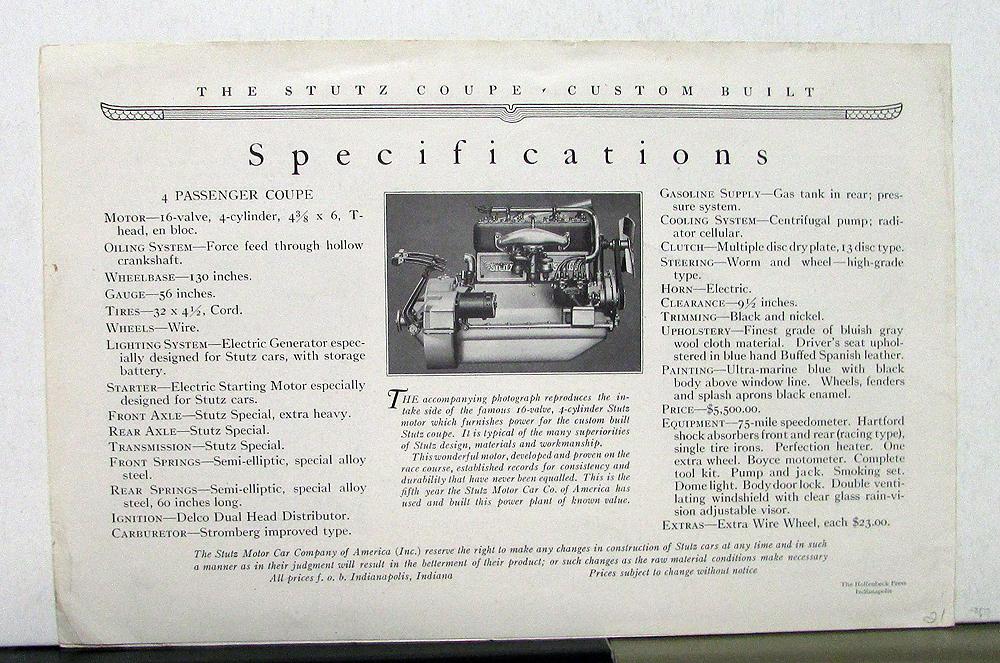 THE STUTZ COUPE · CUSTOM BUILT
Specifications
4 PASSENGER COUPE
MOTOR—16-valve, 4-cylinder, 4⅜ x 6, T-
head, en bloc.
OILING SYSTEM—Force feed through hollow
crankshaft.
WHEELBASE—130 inches.
GAUGE—56 inches.
TIRES—32 x 4½, Cord.
WHEELS—Wire.
LIGHTING SYSTEM—Electric Generator espec-
ially designed for Stutz cars, with storage
battery.
STARTER—Electric Starting Motor especially
designed for Stutz cars.
FRONT AXLE—Stutz Special, extra heavy.
REAR AXLE—Stutz Special.
TRANSMISSION—Stutz Special.
FRONT SPRINGS—Semi-elliptic, special alloy
steel.
REAR SPRINGS—Semi-elliptic, special alloy
steel, 60 inches long.
IGNITION—Delco Dual Head Distributor.
CARBURETOR—Stromberg improved type.
STUTZ
THE accompanying photograph reproduces the in-
take side of the famous 16-valve, 4-cylinder Stutz
motor which furnishes power for the custom built
Stutz coupe. It is typical of the many superiorities
of Stutz design, materials and workmanship.
This wonderful motor, developed and proven on the
race course, established records for consistency and
durability that have never been equalled. This is the
fifth year the Stutz Motor Car Co. of America has
used and built this power plant of known value.
GASOLINE SUPPLY—Gas tank in rear; pres-
sure system.
COOLING SYSTEM—Centrifugal pump; radi-
ator cellular.
CLUTCH—Multiple disc dry plate, 13 disc type.
STEERING—Worm and wheel—high-grade
type.
HORN—Electric.
CLEARANCE—9½ inches.
TRIMMING—Black and nickel.
UPHOLSTERY—Finest grade of bluish gray
wool cloth material. Driver's seat uphol-
stered in blue hand Buffed Spanish leather.
PAINTING—Ultra-marine blue with black
body above window line. Wheels, fenders
and splash aprons black enamel.
PRICE—$5,500.00.
EQUIPMENT—75-mile speedometer. Hartford
shock absorbers front and rear (racing type),
single tire irons. Perfection heater. One
extra wheel. Boyce motometer. Complete
tool kit. Pump and jack. Smoking set.
Dome light. Body door lock. Double venti-
lating windshield with clear glass rain-vi-
sion adjustable visor.
EXTRAS—Extra Wire Wheel, each $23.00.
The Stutz Motor Car Company of America (Inc.) reserve the right to make any changes in construction of Stutz cars at any time and in such
a manner as in their judgment will result in the betterment of their product; or such changes as the raw material conditions make necessary
All prices f. o. b. Indianapolis, Indiana Prices subject to change without notice
The Hollenbeck Press
Indianapolis
21